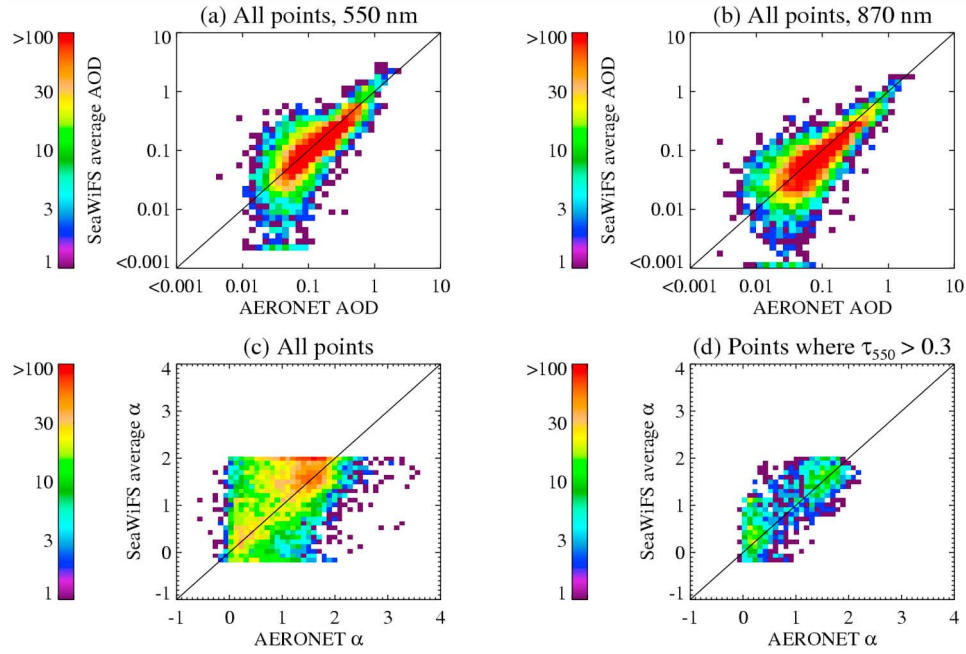 (a) All points, 550 nm
>100
30
10
3
1
SeaWiFS average AOD
10
1
0.1
0.01
<0.001
<0.001 0.01 0.1 1 10
AERONET AOD
(b) All points, 870 nm
>100
30
10
3
1
SeaWiFS average AOD
10
1
0.1
0.01
<0.001
<0.001 0.01 0.1 1 10
AERONET AOD
(c) All points
>100
30
10
3
1
SeaWiFS average α
4
3
2
1
0
-1
-1 0 1 2 3 4
AERONET α
(d) Points where τ550 > 0.3
>100
30
10
3
1
SeaWiFS average α
4
3
2
1
0
-1
-1 0 1 2 3 4
AERONET α